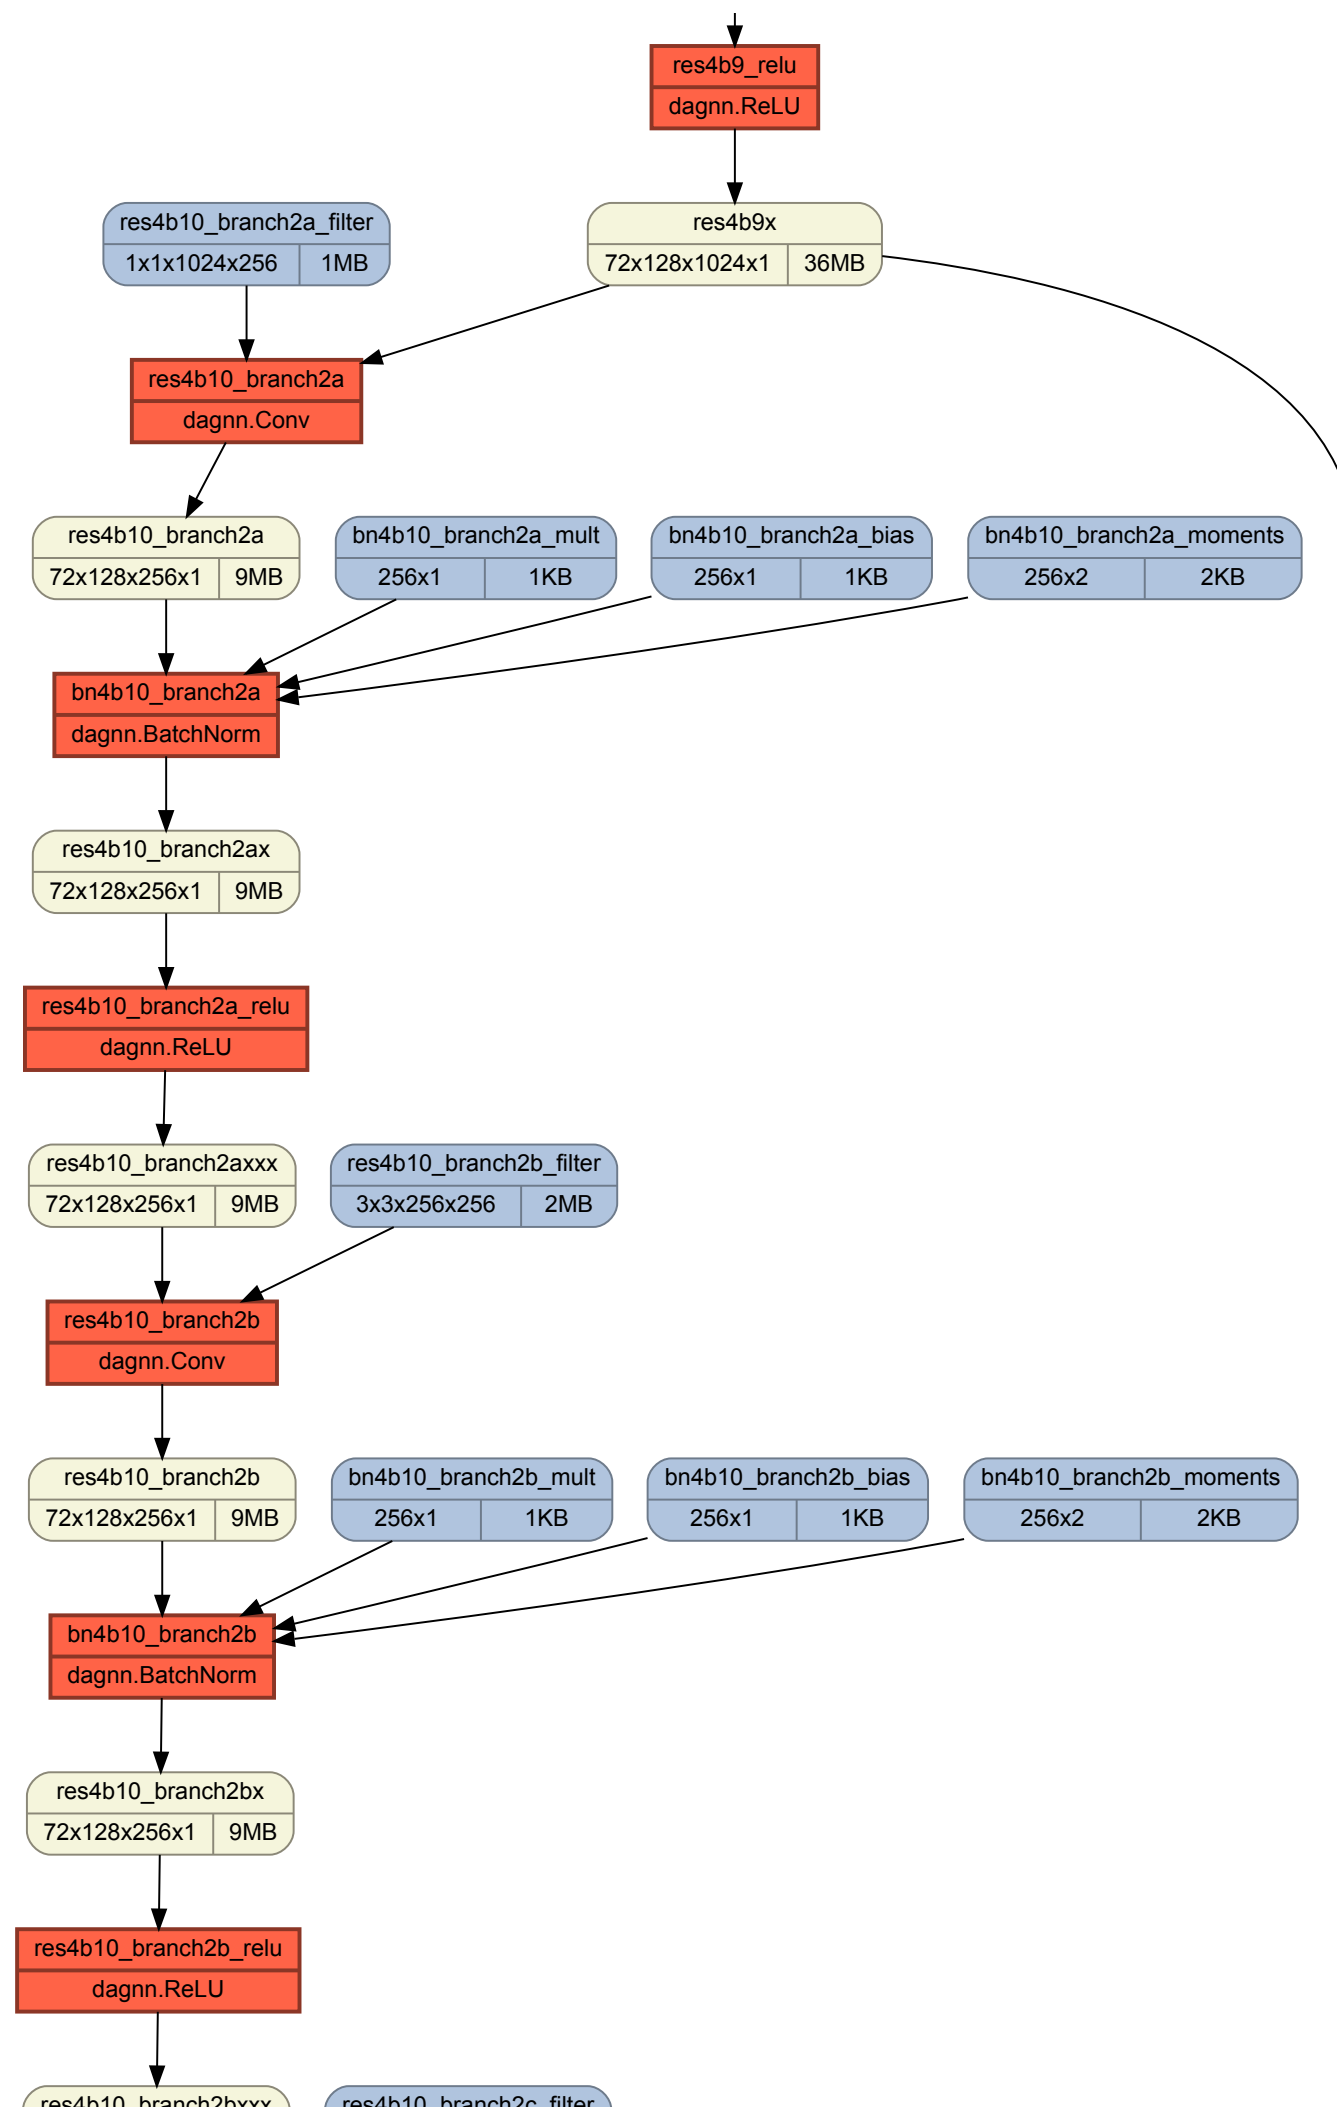 res4b9_relu
dagnn.ReLU
res4b10_branch2a_filter
1x1x1024x256 1MB
res4b9x
72x128x1024x1 36MB
res4b10_branch2a
dagnn.Conv
res4b10_branch2a
72x128x256x1 9MB
bn4b10_branch2a_mult
256x1 1KB
bn4b10_branch2a_bias
256x1 1KB
bn4b10_branch2a_moments
256x2 2KB
bn4b10_branch2a
dagnn.BatchNorm
res4b10_branch2ax
72x128x256x1 9MB
res4b10_branch2a_relu
dagnn.ReLU
res4b10_branch2axxx
72x128x256x1 9MB
res4b10_branch2b_filter
3x3x256x256 2MB
res4b10_branch2b
dagnn.Conv
res4b10_branch2b
72x128x256x1 9MB
bn4b10_branch2b_mult
256x1 1KB
bn4b10_branch2b_bias
256x1 1KB
bn4b10_branch2b_moments
256x2 2KB
bn4b10_branch2b
dagnn.BatchNorm
res4b10_branch2bx
72x128x256x1 9MB
res4b10_branch2b_relu
dagnn.ReLU
res4b10_branch2bxxx
res4b10_branch2c_filter